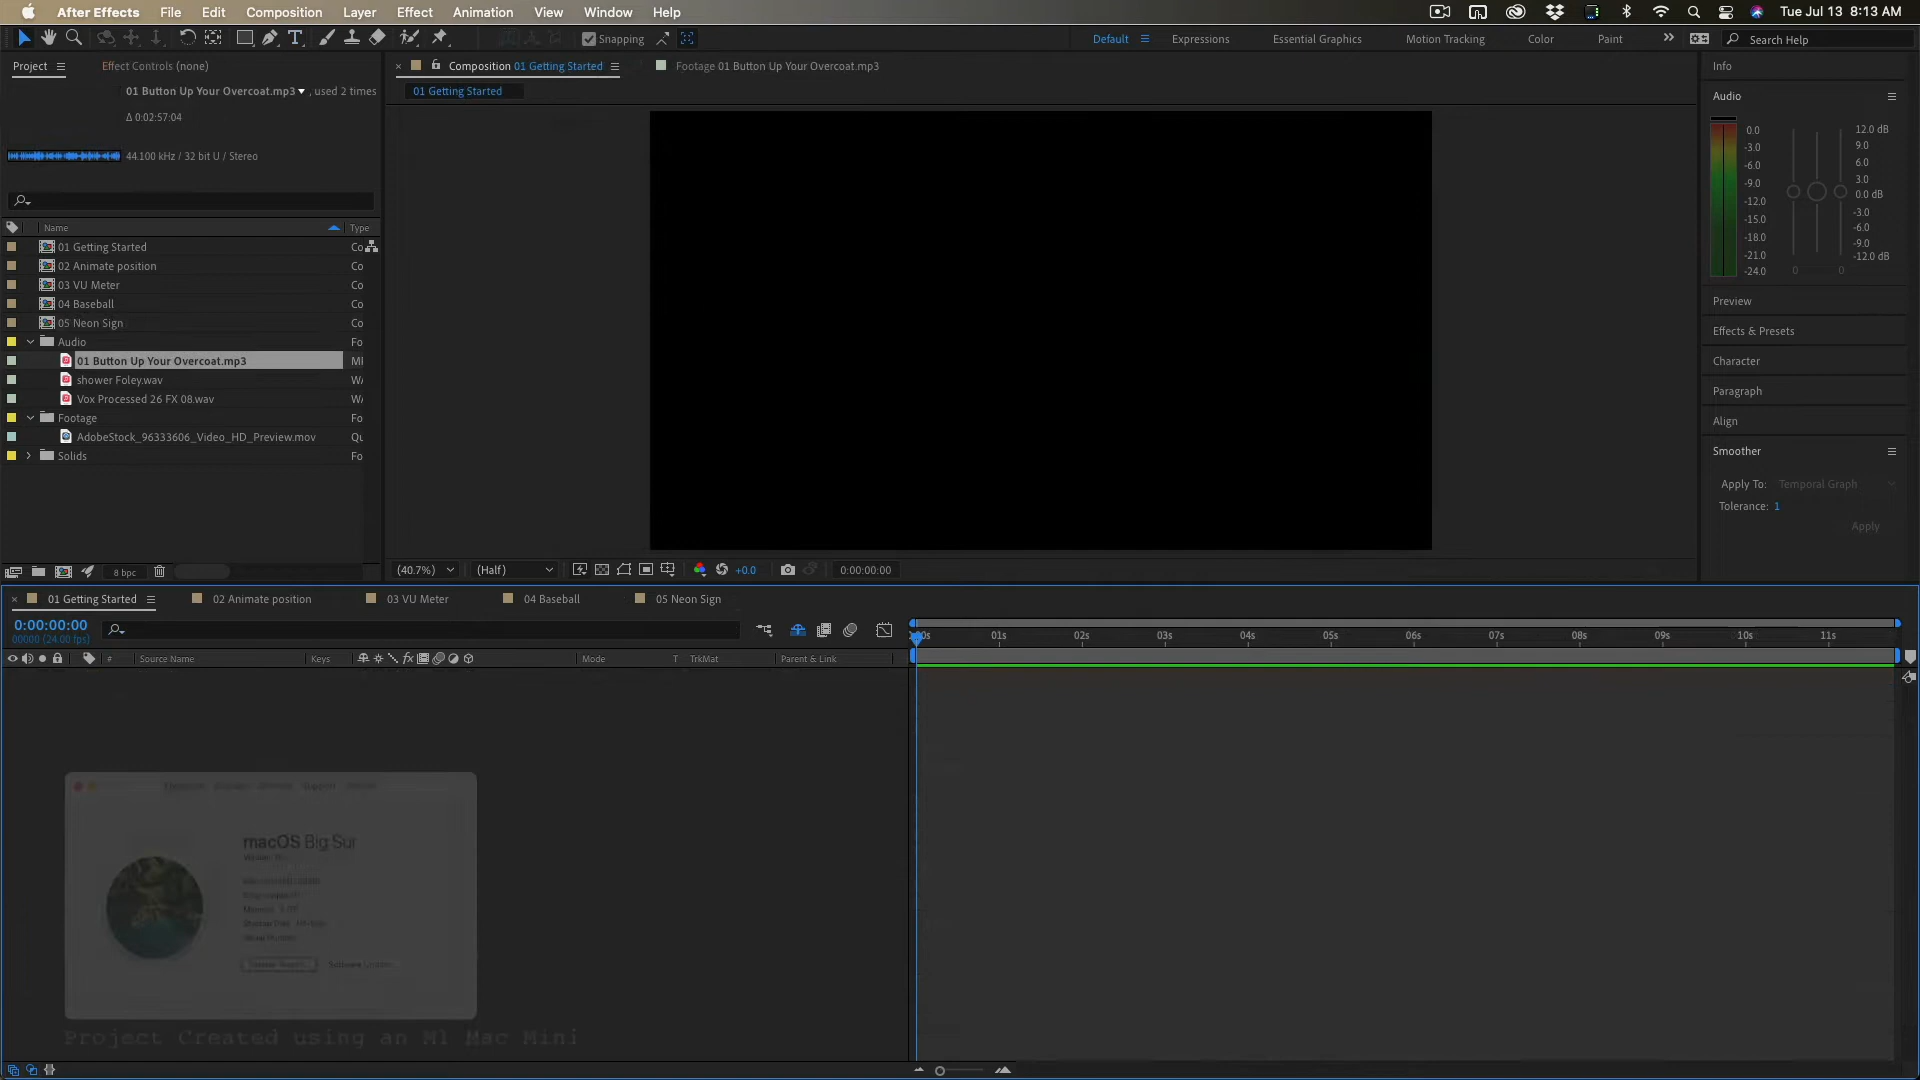 After Effects File Edit Composition Layer Effect Animation View Window Help Tue Jul 13 8:13 AM
Snapping Default Expressions Essential Graphics Motion Tracking Color Paint Search Help
Project Effect Controls (none) Composition 01 Getting Started Footage 01 Button Up Your Overcoat.mp3 Info
01 Button Up Your Overcoat.mp3 , used 2 times 01 Getting Started Audio
Δ 0:02:57:04
44.100 kHz / 32 bit U / Stereo
Name Type
01 Getting Started Co
02 Animate position Co
03 VU Meter Co
04 Baseball Co
05 Neon Sign Co
Audio Fo
01 Button Up Your Overcoat.mp3 MI
shower Foley.wav W/
Vox Processed 26 FX 08.wav W/
Footage Fo
AdobeStock_96333606_Video_HD_Preview.mov Qu
Solids Fo
8 bpc
0.0
-3.0
-6.0
-9.0
-12.0
-15.0
-18.0
-21.0
-24.0
12.0 dB
9.0
6.0
3.0
0.0 dB
-3.0
-6.0
-9.0
-12.0 dB
0 0
Preview
Effects & Presets
Character
Paragraph
Align
Smoother
Apply To: Temporal Graph
Tolerance: 1
Apply
(40.7%) (Half) +0.0 0:00:00:00
01 Getting Started 02 Animate position 03 VU Meter 04 Baseball 05 Neon Sign
0:00:00:00
00000 (24.00 fps)
01s 02s 03s 04s 05s 06s 07s 08s 09s 10s 11s
# Source Name Keys fx Mode T TrkMat Parent & Link
Support
macOS Big Sur
Software Update...
Project Created using an M1 Mac Mini